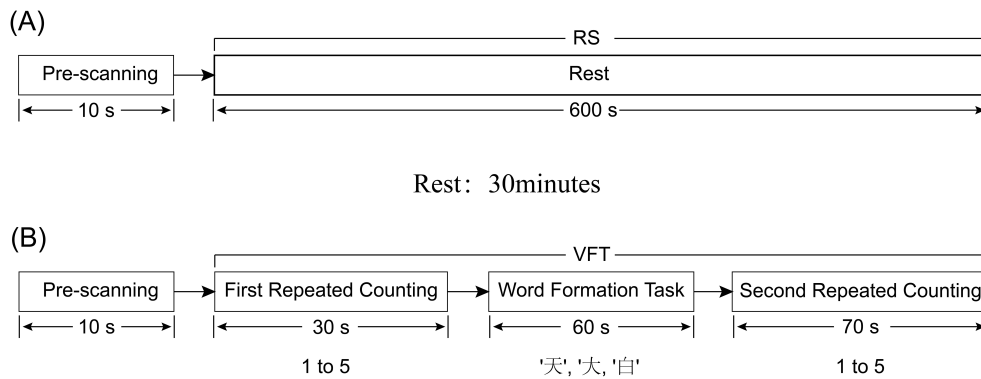 (A)
RS
Pre-scanning Rest
10 s 600 s
Rest: 30minutes
(B)
VFT
Pre-scanning First Repeated Counting Word Formation Task Second Repeated Counting
10 s 30 s 60 s 70 s
1 to 5 '天', '大, '白' 1 to 5